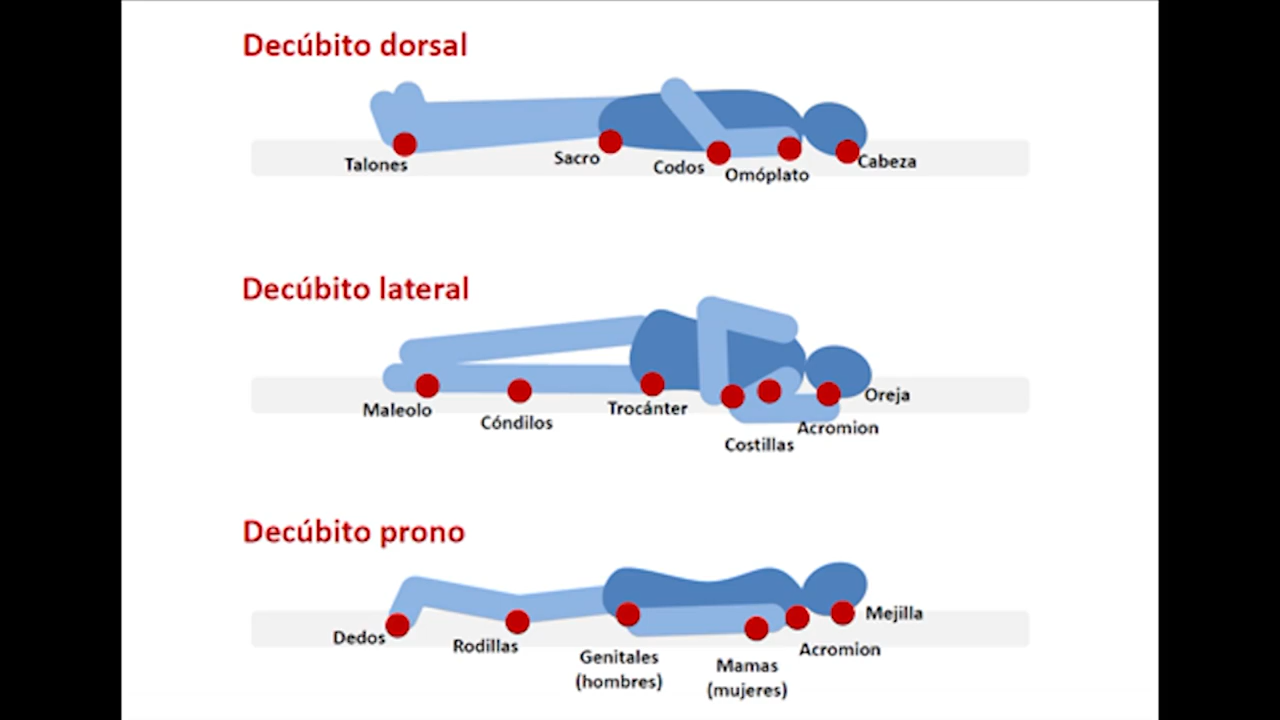 Decúbito dorsal
Talones
Sacro
Codos
Omóplato
Cabeza
Decúbito lateral
Maleolo
Cóndilos
Trocánter
Costillas
Acromion
Oreja
Decúbito prono
Dedos
Rodillas
Genitales
(hombres)
Mamas
(mujeres)
Acromion
Mejilla